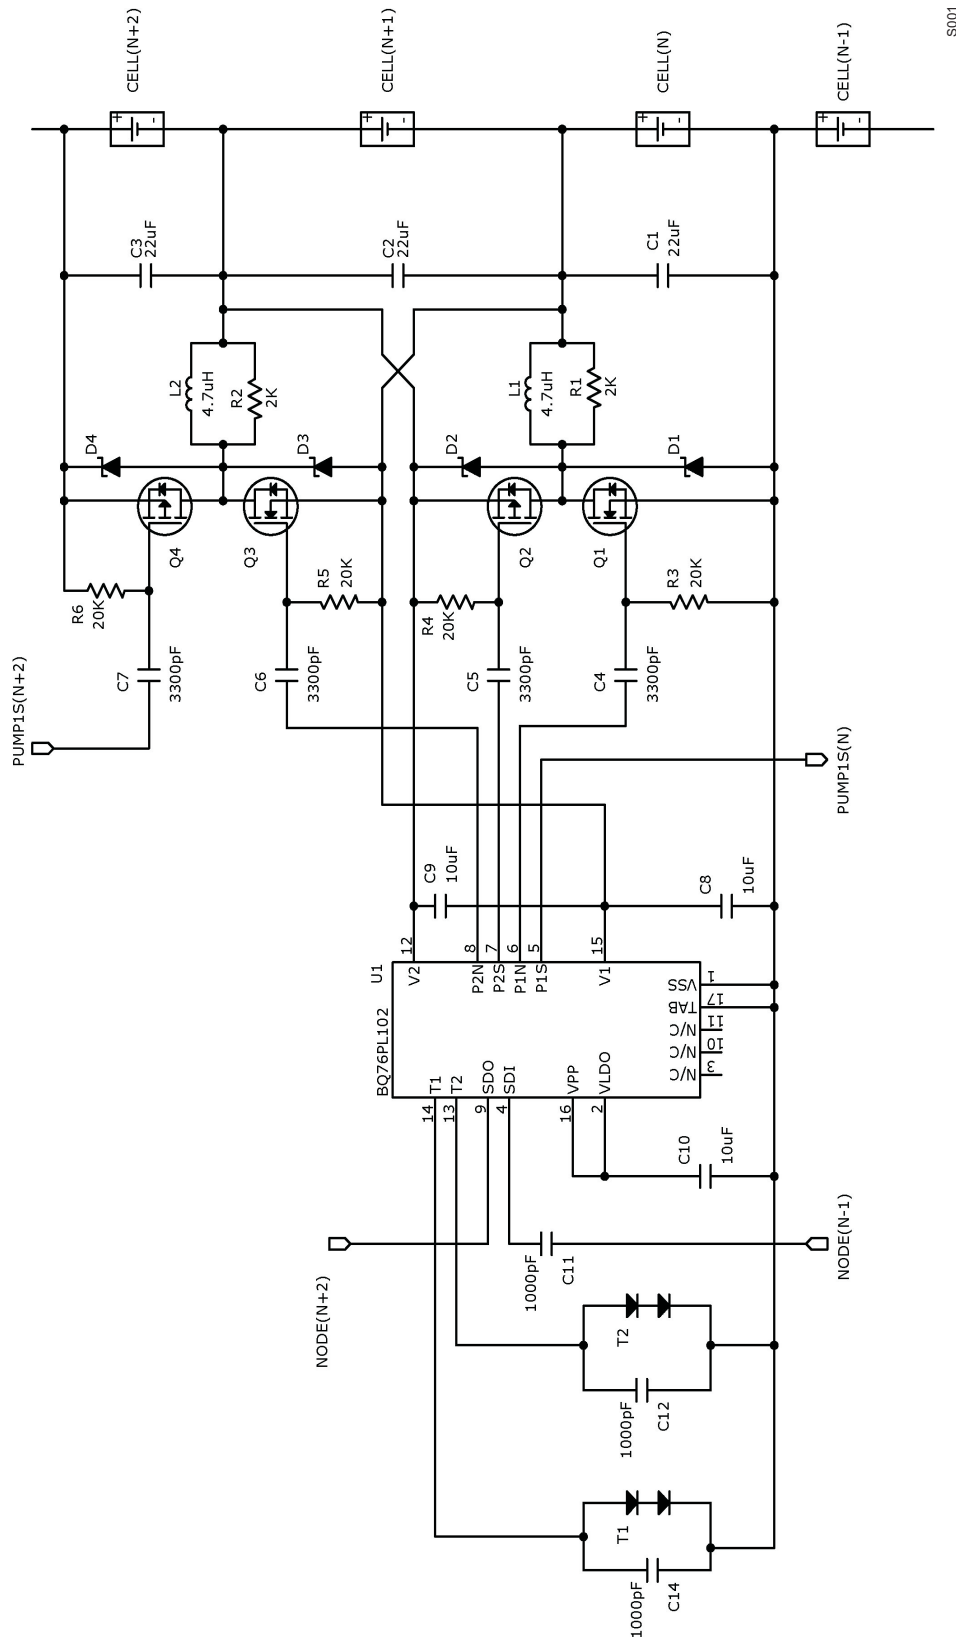 S001
CELL(N+2)
CELL(N+1)
CELL(N)
CELL(N-1)
+
-
+
-
+
-
+
-
C3
22uF
C2
22uF
C1
22uF
L2
4.7uH
R2
2K
L1
4.7uH
R1
2K
D4
D3
D2
D1
Q4
Q3
Q2
Q1
R6
20K
R5
20K
R4
20K
R3
20K
C7
3300pF
C6
3300pF
C5
3300pF
C4
3300pF
PUMP1S(N+2)
PUMP1S(N)
C9
10uF
C8
10uF
U1
BQ76PL102
12
V2
8
P2N
7
P2S
6
P1N
5
P1S
15
V1
1
VSS
17
TAB
11
N/C
10
N/C
3
N/C
14
T1
13
T2
9
SDO
4
SDI
16
VPP
2
VLDO
C10
10uF
NODE(N+2)
NODE(N-1)
1000pF
C11
T2
1000pF
C12
T1
1000pF
C14